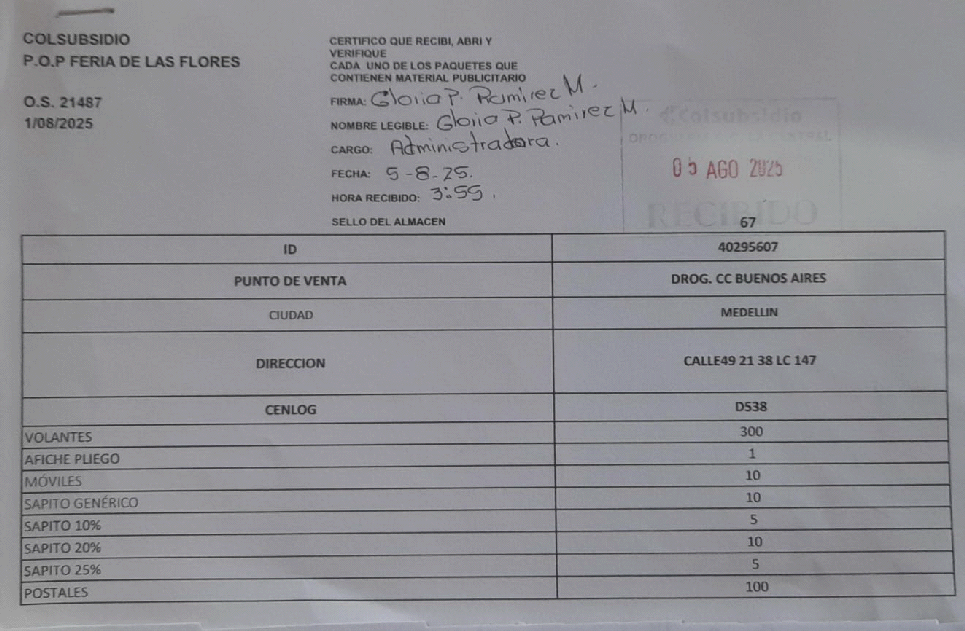 COLSUBSIDIO
P.O.P FERIA DE LAS FLORES
O.S. 21487
1/08/2025
CERTIFICO QUE RECIBI, ABRI Y
VERIFIQUE
CADA UNO DE LOS PAQUETES QUE
CONTIENEN MATERIAL PUBLICITARIO
FIRMA: Gloria P. Ramirez M.
NOMBRE LEGIBLE: Gloria P. Ramirez M.
CARGO: Administradora.
FECHA: 5-8-25.
HORA RECIBIDO: 3:55.
SELLO DEL ALMACEN
Colsubsidio
05 AGO 2025
RECIBIDO
67
ID 40295607
PUNTO DE VENTA DROG. CC BUENOS AIRES
CIUDAD MEDELLIN
DIRECCION CALLE49 21 38 LC 147
CENLOG DS38
VOLANTES 300
AFICHE PLIEGO 1
MÓVILES 10
SAPITO GENÉRICO 10
SAPITO 10% 5
SAPITO 20% 10
SAPITO 25% 5
POSTALES 100